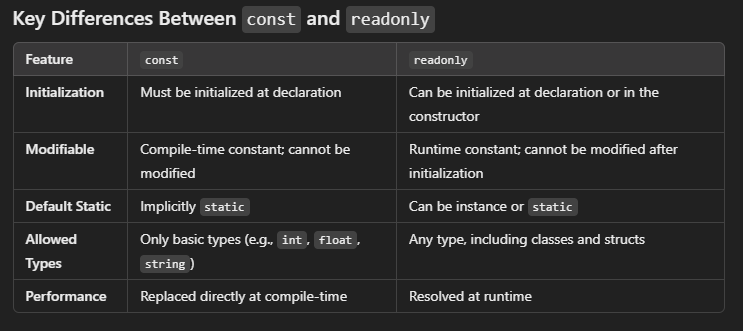 Key Differences Between const and readonly
Feature const readonly
Initialization Must be initialized at declaration Can be initialized at declaration or in the
constructor
Modifiable Compile-time constant; cannot be Runtime constant; cannot be modified after
modified initialization
Default Static Implicitly static Can be instance or static
Allowed Only basic types (e.g., int, float, Any type, including classes and structs
Types string)
Performance Replaced directly at compile-time Resolved at runtime